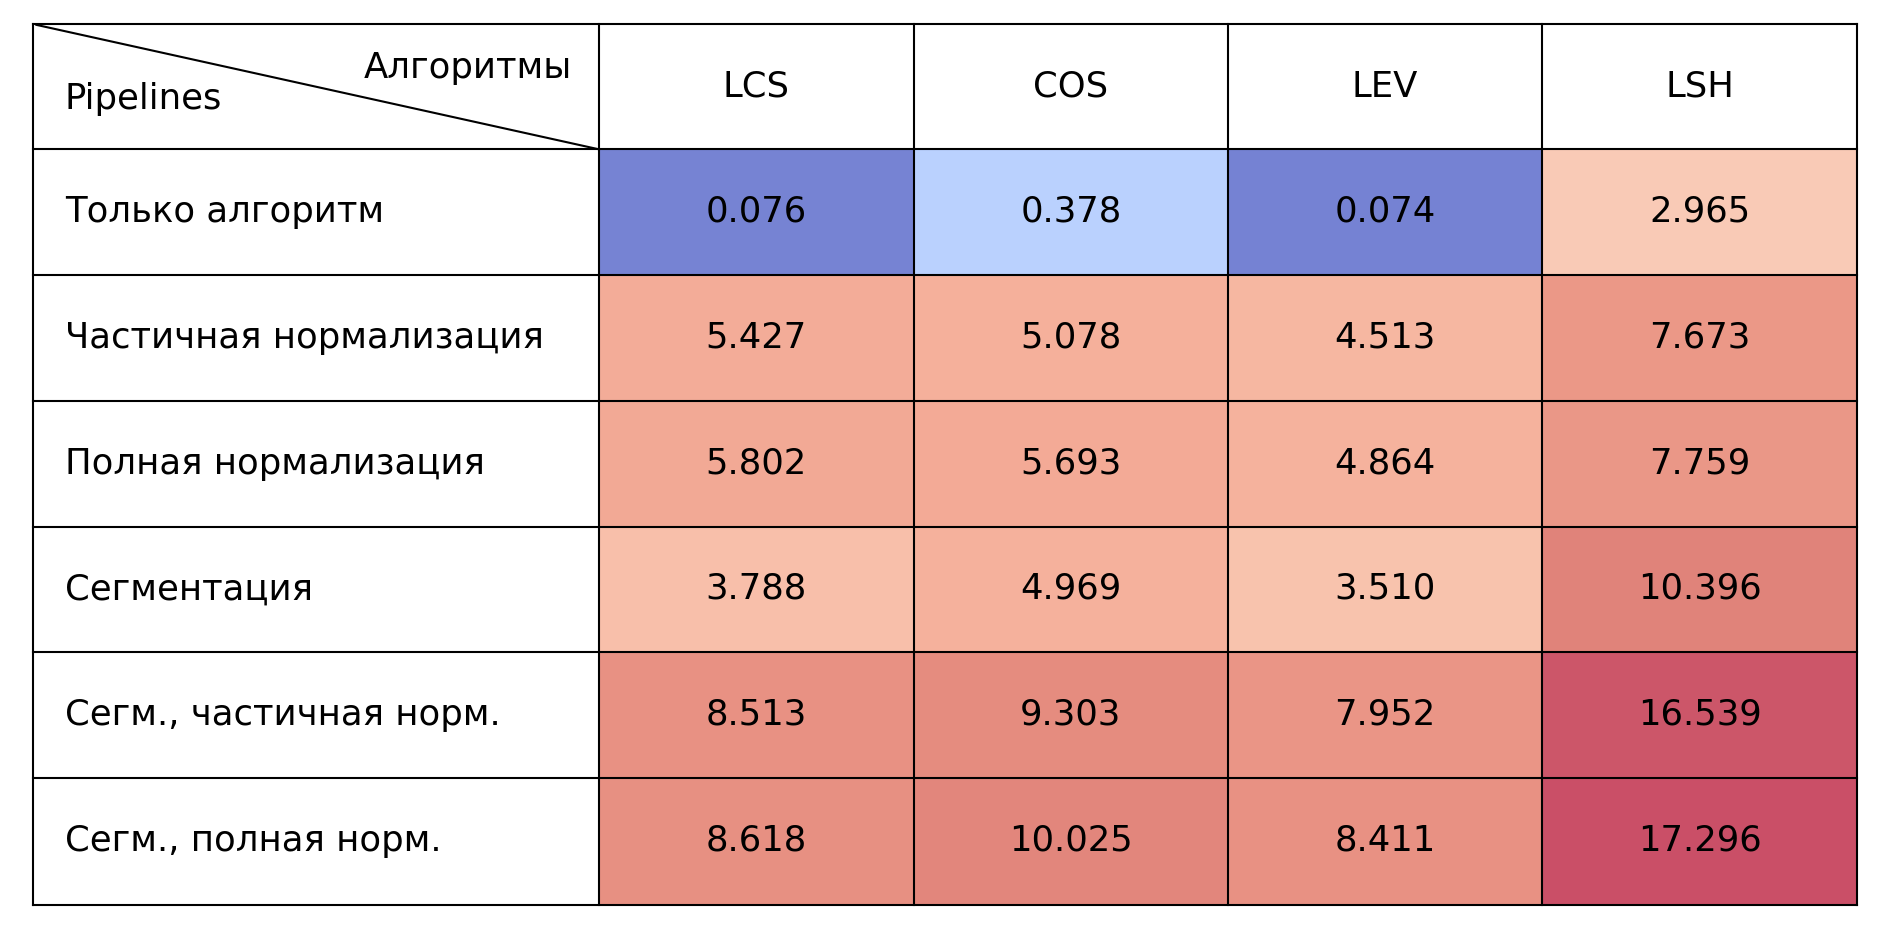 Алгоритмы
Pipelines
LCS COS LEV LSH
Только алгоритм 0.076 0.378 0.074 2.965
Частичная нормализация 5.427 5.078 4.513 7.673
Полная нормализация 5.802 5.693 4.864 7.759
Сегментация 3.788 4.969 3.510 10.396
Сегм., частичная норм. 8.513 9.303 7.952 16.539
Сегм., полная норм. 8.618 10.025 8.411 17.296